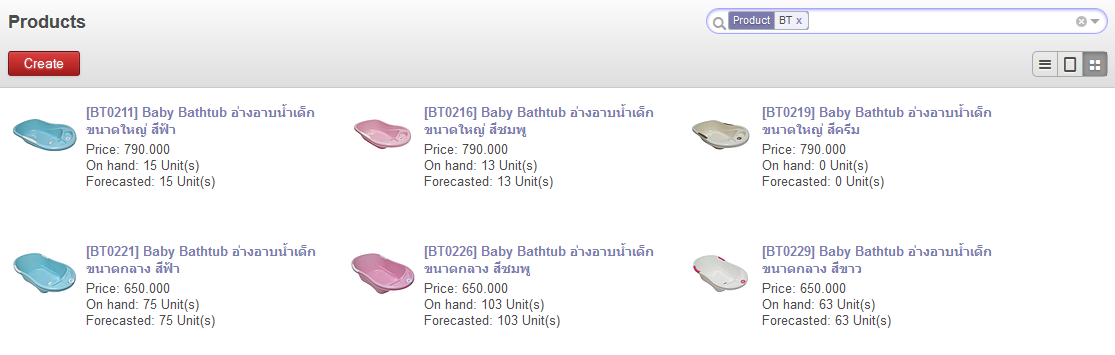 Products
Product BT x
Create
[BT0211] Baby Bathtub อ่างอาบน้ำเด็ก
ขนาดใหญ่ สีฟ้า
Price: 790.000
On hand: 15 Unit(s)
Forecasted: 15 Unit(s)
[BT0216] Baby Bathtub อ่างอาบน้ำเด็ก
ขนาดใหญ่ สีชมพู
Price: 790.000
On hand: 13 Unit(s)
Forecasted: 13 Unit(s)
[BT0219] Baby Bathtub อ่างอาบน้ำเด็ก
ขนาดใหญ่ สีครีม
Price: 790.000
On hand: 0 Unit(s)
Forecasted: 0 Unit(s)
[BT0221] Baby Bathtub อ่างอาบน้ำเด็ก
ขนาดกลาง สีฟ้า
Price: 650.000
On hand: 75 Unit(s)
Forecasted: 75 Unit(s)
[BT0226] Baby Bathtub อ่างอาบน้ำเด็ก
ขนาดกลาง สีชมพู
Price: 650.000
On hand: 103 Unit(s)
Forecasted: 103 Unit(s)
[BT0229] Baby Bathtub อ่างอาบน้ำเด็ก
ขนาดกลาง สีขาว
Price: 650.000
On hand: 63 Unit(s)
Forecasted: 63 Unit(s)